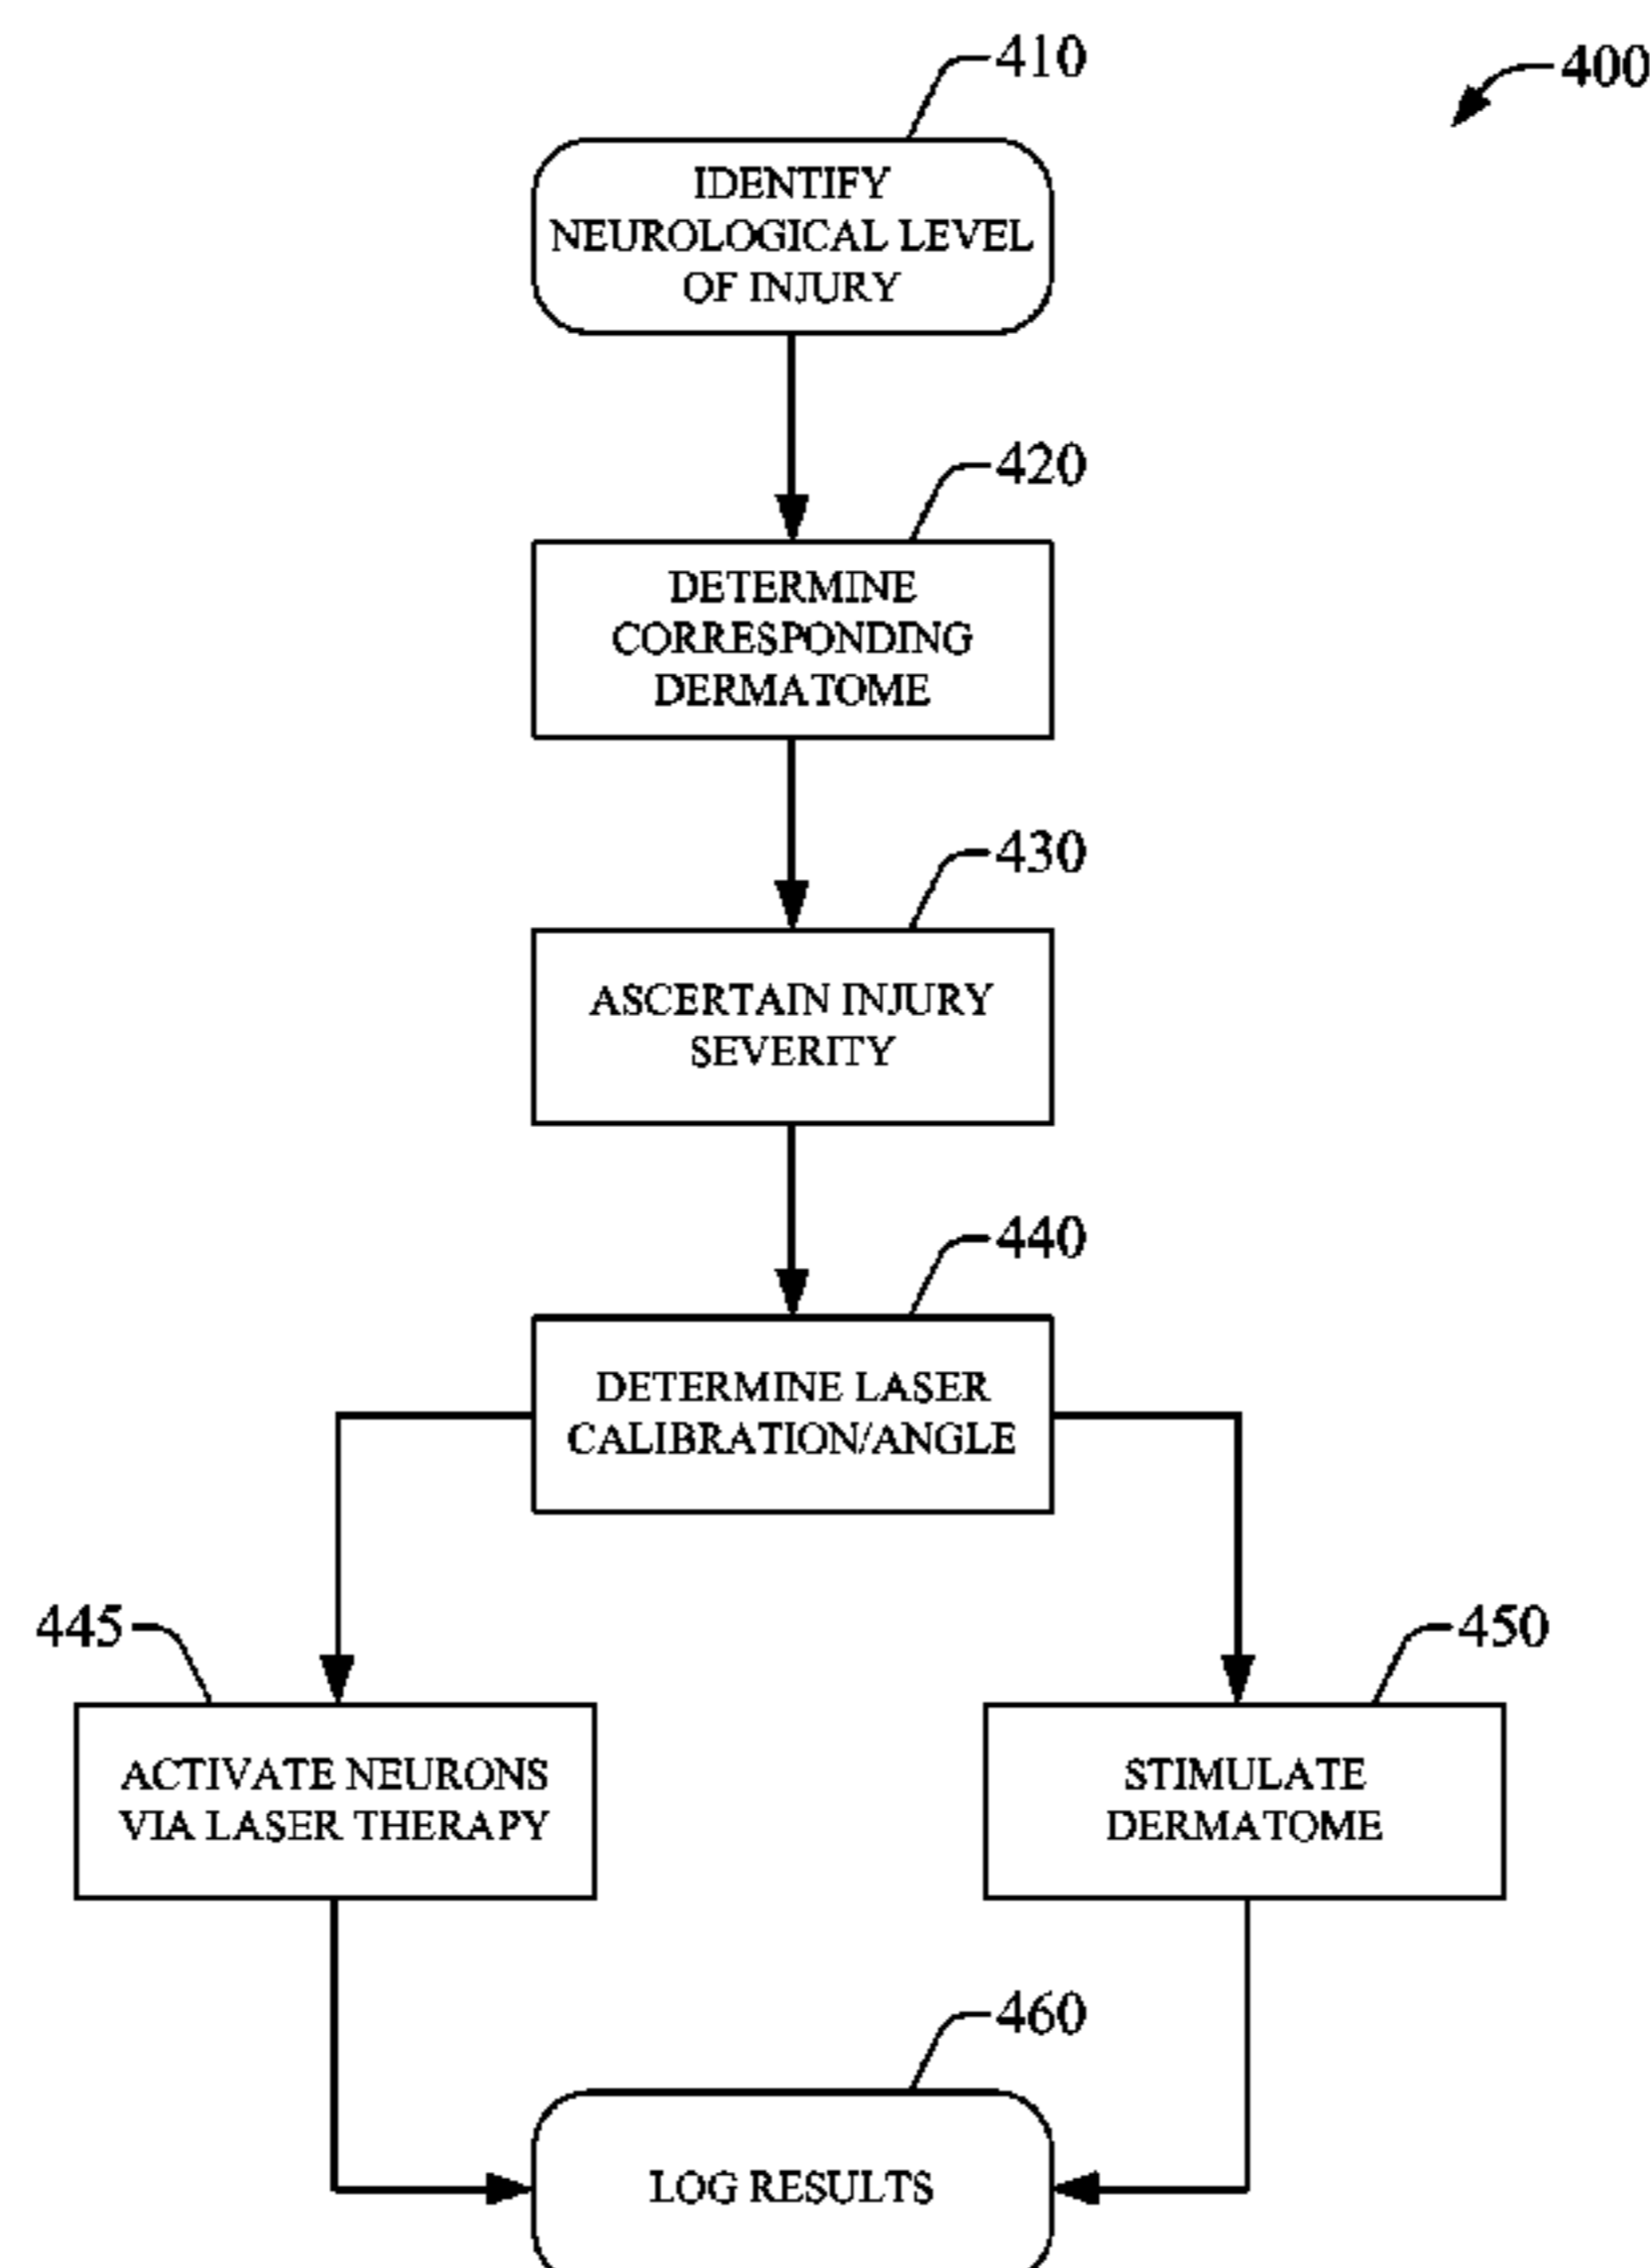 410
400
IDENTIFY
NEUROLOGICAL LEVEL
OF INJURY
420
DETERMINE
CORRESPONDING
DERMATOME
430
ASCERTAIN INJURY
SEVERITY
440
DETERMINE LASER
CALIBRATION/ANGLE
445
450
ACTIVATE NEURONS
VIA LASER THERAPY
STIMULATE
DERMATOME
460
LOG RESULTS